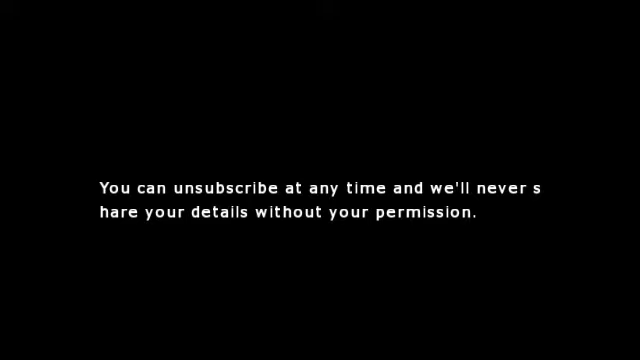 You can unsubscribe at any time and we'll never s
hare your details without your permission.